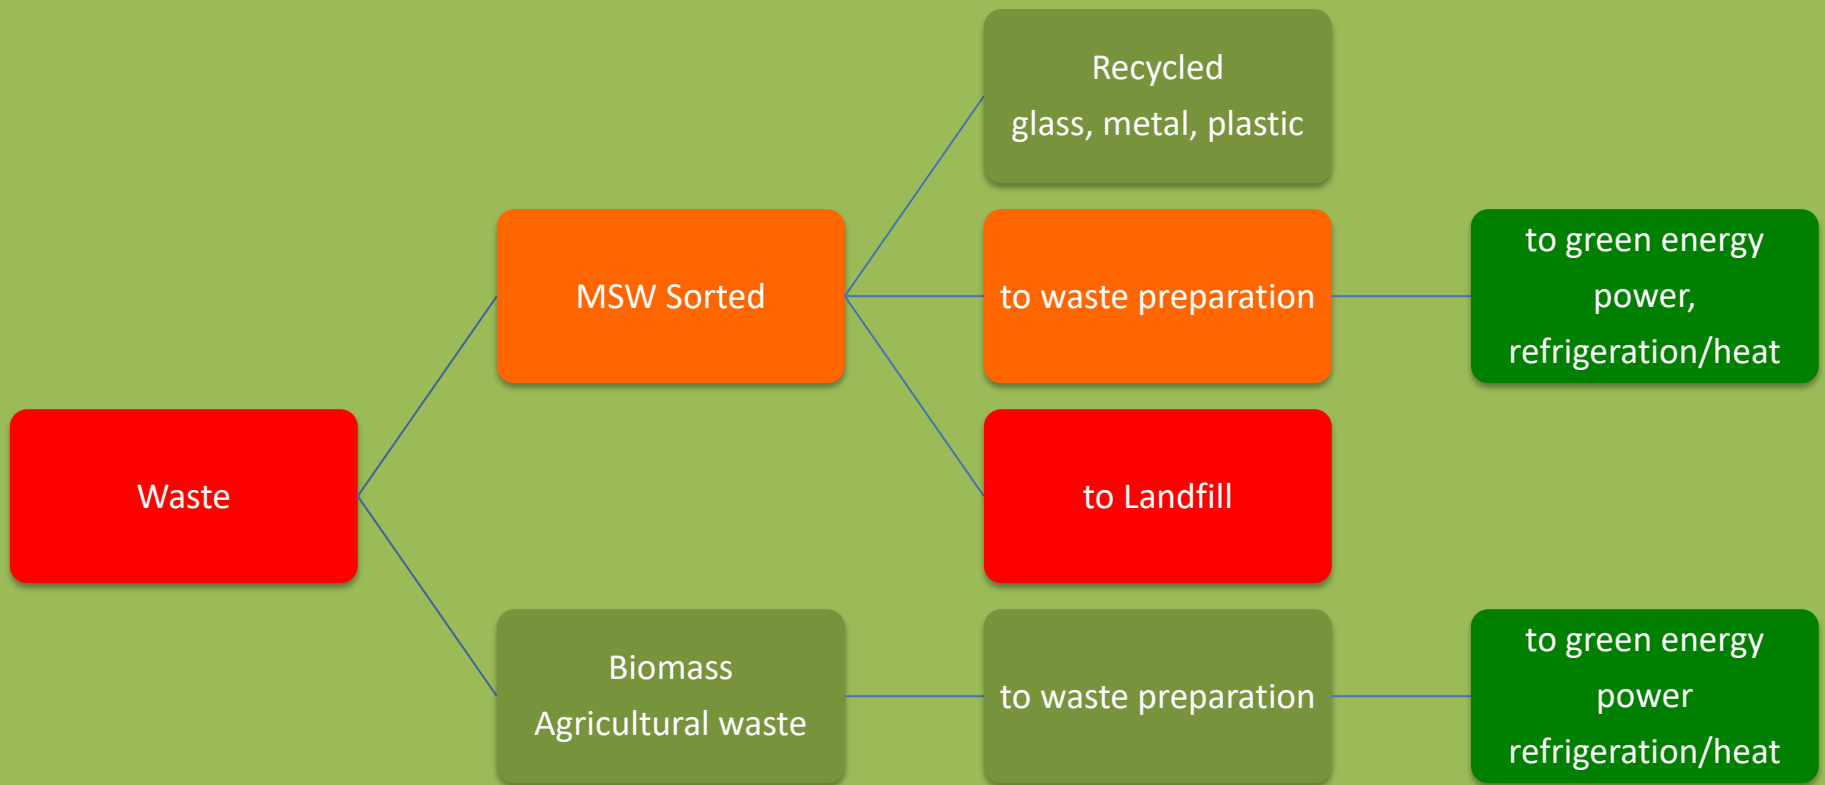 Recycled
glass, metal, plastic
MSW Sorted
to waste preparation
to green energy
power,
refrigeration/heat
Waste
to Landfill
Biomass
Agricultural waste
to waste preparation
to green energy
power
refrigeration/heat